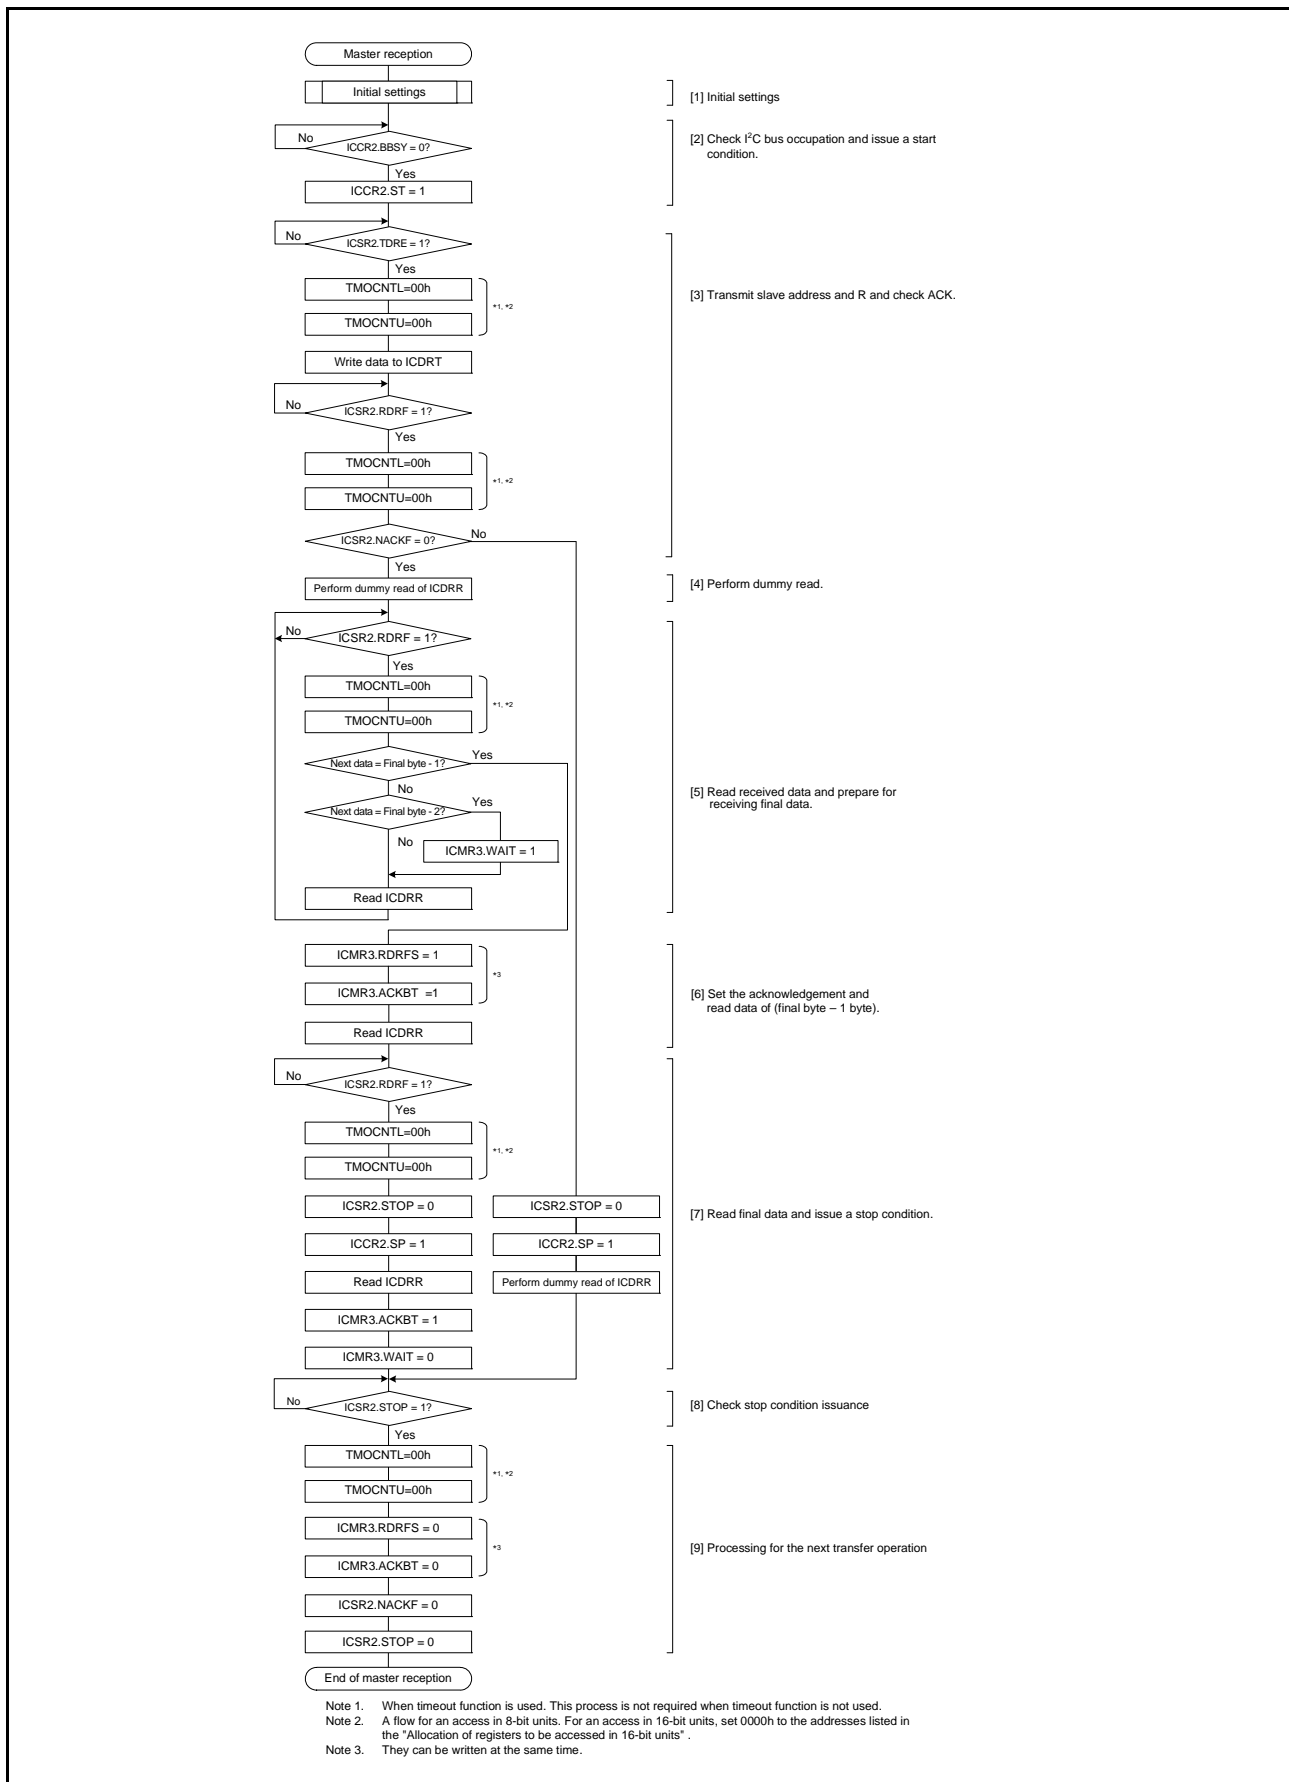 Master reception
Initial settings
[1] Initial settings
No
ICCR2.BBSY = 0?
[2] Check I²C bus occupation and issue a start
condition.
Yes
ICCR2.ST = 1
No
ICSR2.TDRE = 1?
Yes
TMOCNTL=00h
[3] Transmit slave address and R and check ACK.
*1, *2
TMOCNTU=00h
Write data to ICDRT
No
ICSR2.RDRF = 1?
Yes
TMOCNTL=00h
*1, *2
TMOCNTU=00h
ICSR2.NACKF = 0?
No
Yes
Perform dummy read of ICDRR
[4] Perform dummy read.
No
ICSR2.RDRF = 1?
Yes
TMOCNTL=00h
*1, *2
TMOCNTU=00h
Next data = Final byte - 1?
Yes
No
[5] Read received data and prepare for
receiving final data.
Next data = Final byte - 2?
Yes
No
ICMR3.WAIT = 1
Read ICDRR
ICMR3.RDRFS = 1
*3
ICMR3.ACKBT =1
[6] Set the acknowledgement and
read data of (final byte – 1 byte).
Read ICDRR
No
ICSR2.RDRF = 1?
Yes
TMOCNTL=00h
*1, *2
TMOCNTU=00h
ICSR2.STOP = 0
ICSR2.STOP = 0
[7] Read final data and issue a stop condition.
ICCR2.SP = 1
ICCR2.SP = 1
Read ICDRR
Perform dummy read of ICDRR
ICMR3.ACKBT = 1
ICMR3.WAIT = 0
No
ICSR2.STOP = 1?
[8] Check stop condition issuance
Yes
TMOCNTL=00h
*1, *2
TMOCNTU=00h
ICMR3.RDRFS = 0
*3
[9] Processing for the next transfer operation
ICMR3.ACKBT = 0
ICSR2.NACKF = 0
ICSR2.STOP = 0
End of master reception
Note 1. When timeout function is used. This process is not required when timeout function is not used.
Note 2. A flow for an access in 8-bit units. For an access in 16-bit units, set 0000h to the addresses listed in
the "Allocation of registers to be accessed in 16-bit units" .
Note 3. They can be written at the same time.